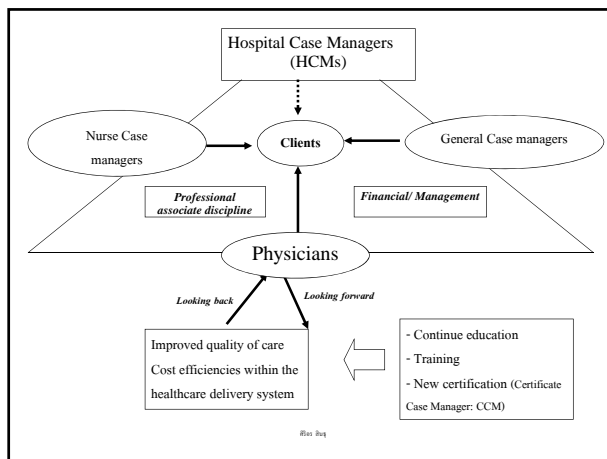 Hospital Case Managers
(HCMs)
Nurse Case
managers
Clients
General Case managers
Professional
associate discipline
Financial/ Management
Physicians
Looking back
Looking forward
Improved quality of care
Cost efficiencies within the
healthcare delivery system
- Continue education
- Training
- New certification (Certificate
Case Manager: CCM)